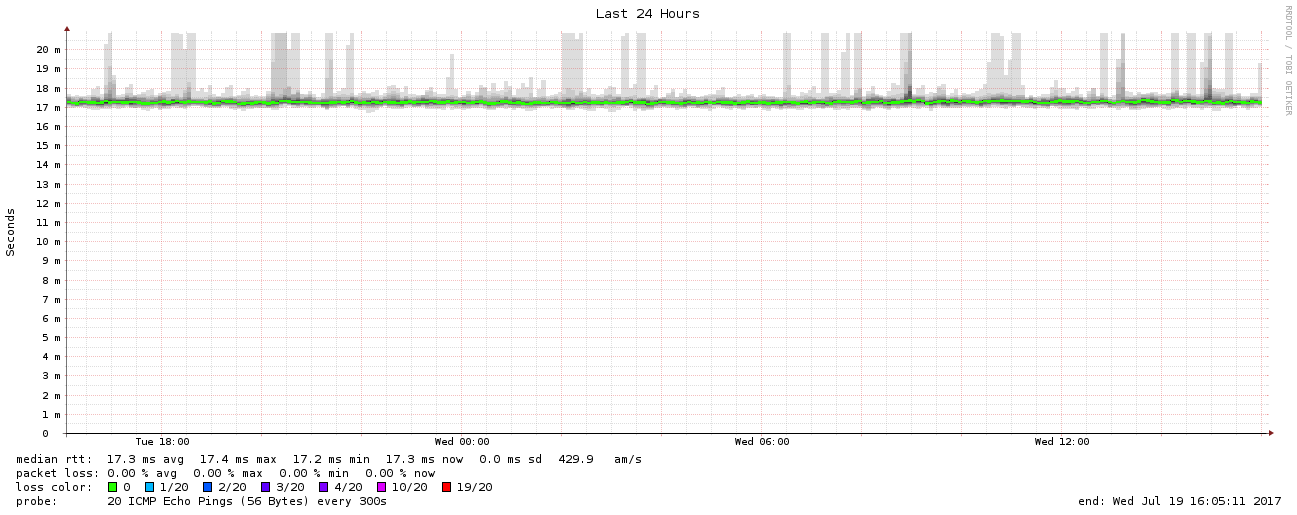 Last 24 Hours
RRDTOOL / TOBI OETIKER
Seconds
20 m
19 m
18 m
17 m
16 m
15 m
14 m
13 m
12 m
11 m
10 m
9 m
8 m
7 m
6 m
5 m
4 m
3 m
2 m
1 m
0
Tue 18:00 Wed 00:00 Wed 06:00 Wed 12:00
median rtt: 17.3 ms avg 17.4 ms max 17.2 ms min 17.3 ms now 0.0 ms sd 429.9 am/s
packet loss: 0.00 % avg 0.00 % max 0.00 % min 0.00 % now
loss color: 0 1/20 2/20 3/20 4/20 10/20 19/20
probe: 20 ICMP Echo Pings (56 Bytes) every 300s end: Wed Jul 19 16:05:11 2017